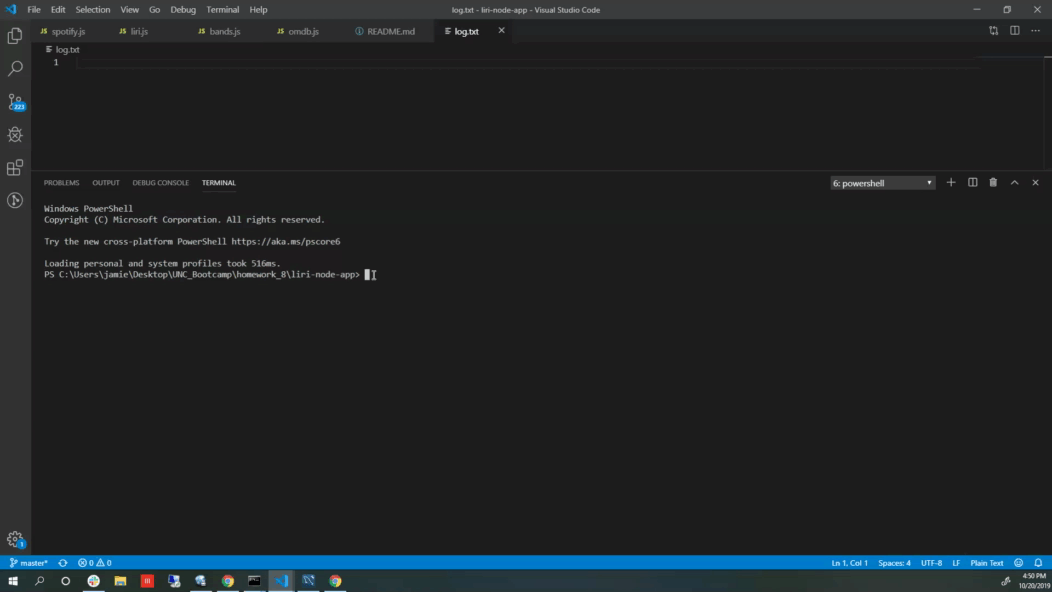 File Edit Selection View Go Debug Terminal Help
log.txt - liri-node-app - Visual Studio Code
spotify.js liri.js bands.js omdb.js README.md log.txt
log.txt
1
223
PROBLEMS OUTPUT DEBUG CONSOLE TERMINAL
6: powershell
Windows PowerShell
Copyright (C) Microsoft Corporation. All rights reserved.
Try the new cross-platform PowerShell https://aka.ms/pscore6
Loading personal and system profiles took 516ms.
PS C:\Users\jamie\Desktop\UNC_Bootcamp\homework_8\liri-node-app>
1
master* 0 0 Ln 1, Col 1 Spaces: 4 UTF-8 LF Plain Text
4:50 PM
10/20/2019